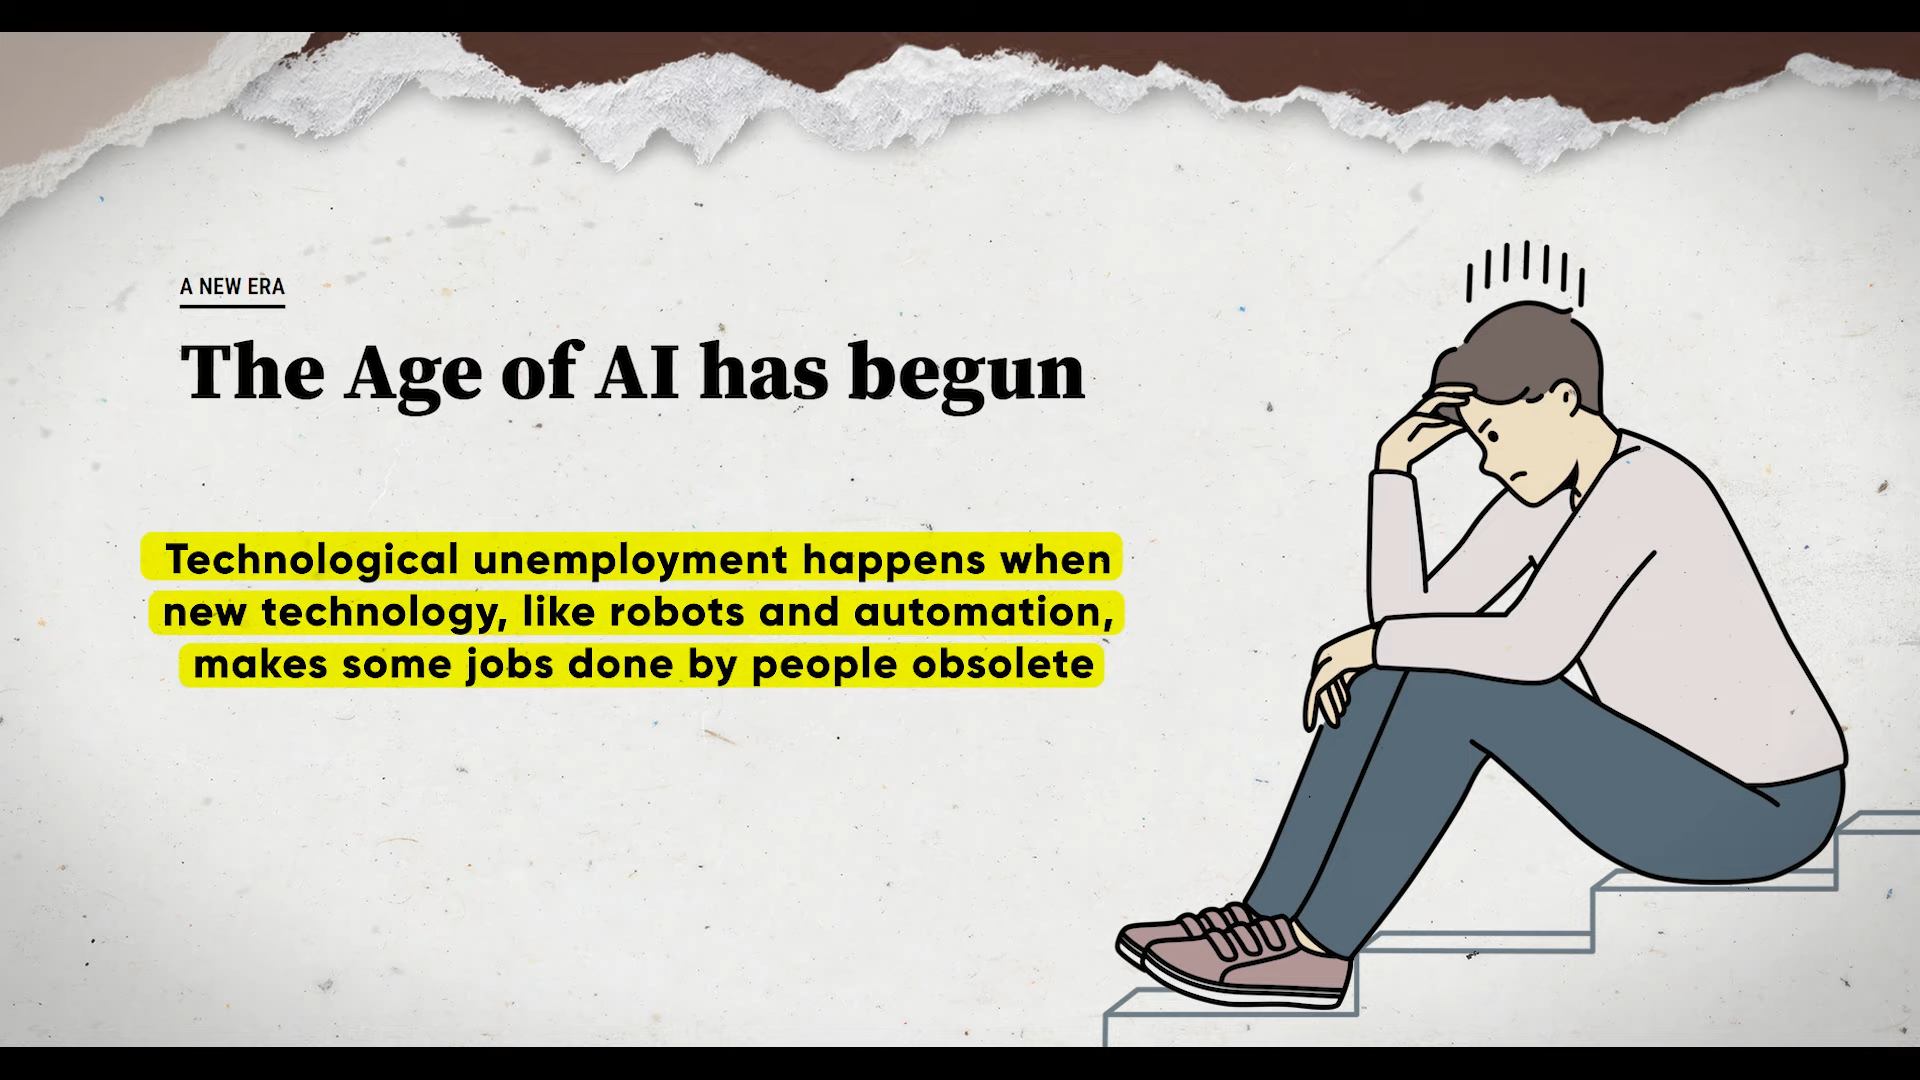 A NEW ERA
The Age of AI has begun
Technological unemployment happens when
new technology, like robots and automation,
makes some jobs done by people obsolete